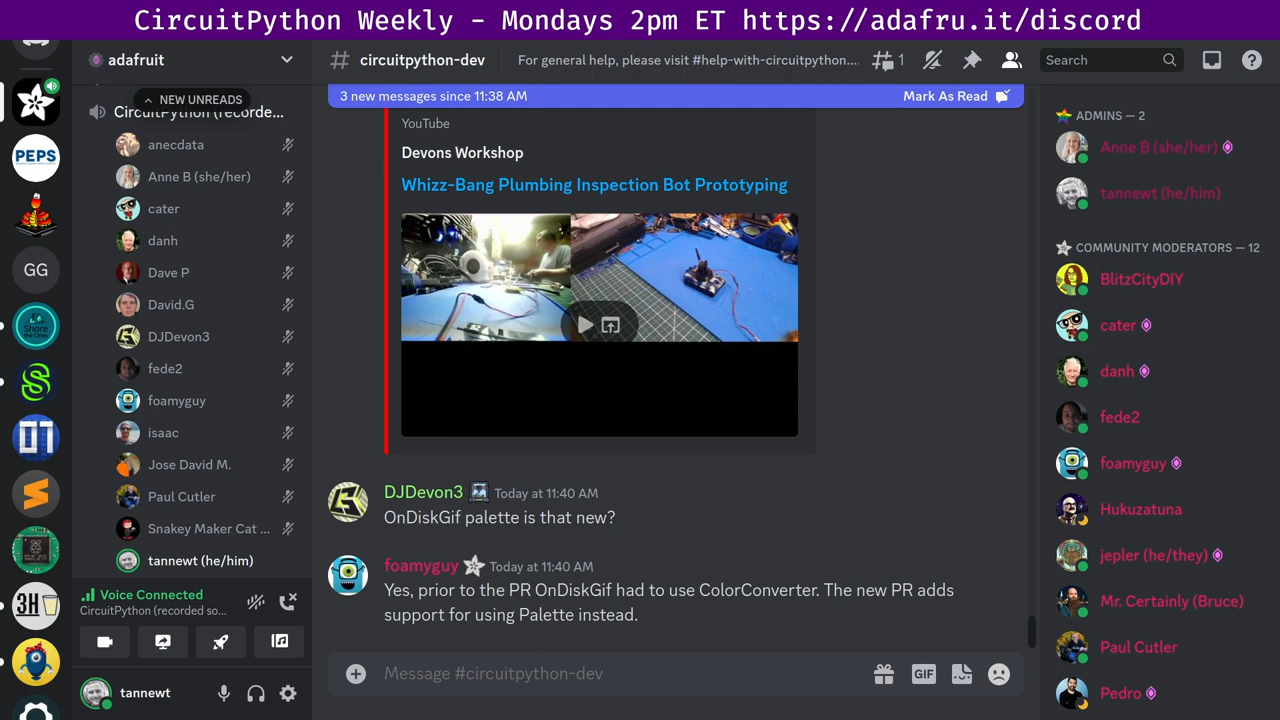 CircuitPython Weekly - Mondays 2pm ET https://adafru.it/discord
adafruit
NEW UNREADS
CircuitPython (recorde...
anecdata
Anne B (she/her)
cater
danh
Dave P
David.G
DJDevon3
fede2
foamyguy
isaac
Jose David M.
Paul Cutler
Snakey Maker Cat ...
tannewt (he/him)
Voice Connected
CircuitPython (recorded so...
tannewt
PEPS
GG
Share
3H
circuitpython-dev
For general help, please visit #help-with-circuitpython....
1
Search
3 new messages since 11:38 AM
Mark As Read
YouTube
Devons Workshop
Whizz-Bang Plumbing Inspection Bot Prototyping
DJDevon3 Today at 11:40 AM
OnDiskGif palette is that new?
foamyguy Today at 11:40 AM
Yes, prior to the PR OnDiskGif had to use ColorConverter. The new PR adds
support for using Palette instead.
Message #circuitpython-dev
GIF
ADMINS — 2
Anne B (she/her)
tannewt (he/him)
COMMUNITY MODERATORS — 12
BlitzCityDIY
cater
danh
fede2
foamyguy
Hukuzatuna
jepler (he/they)
Mr. Certainly (Bruce)
Paul Cutler
Pedro